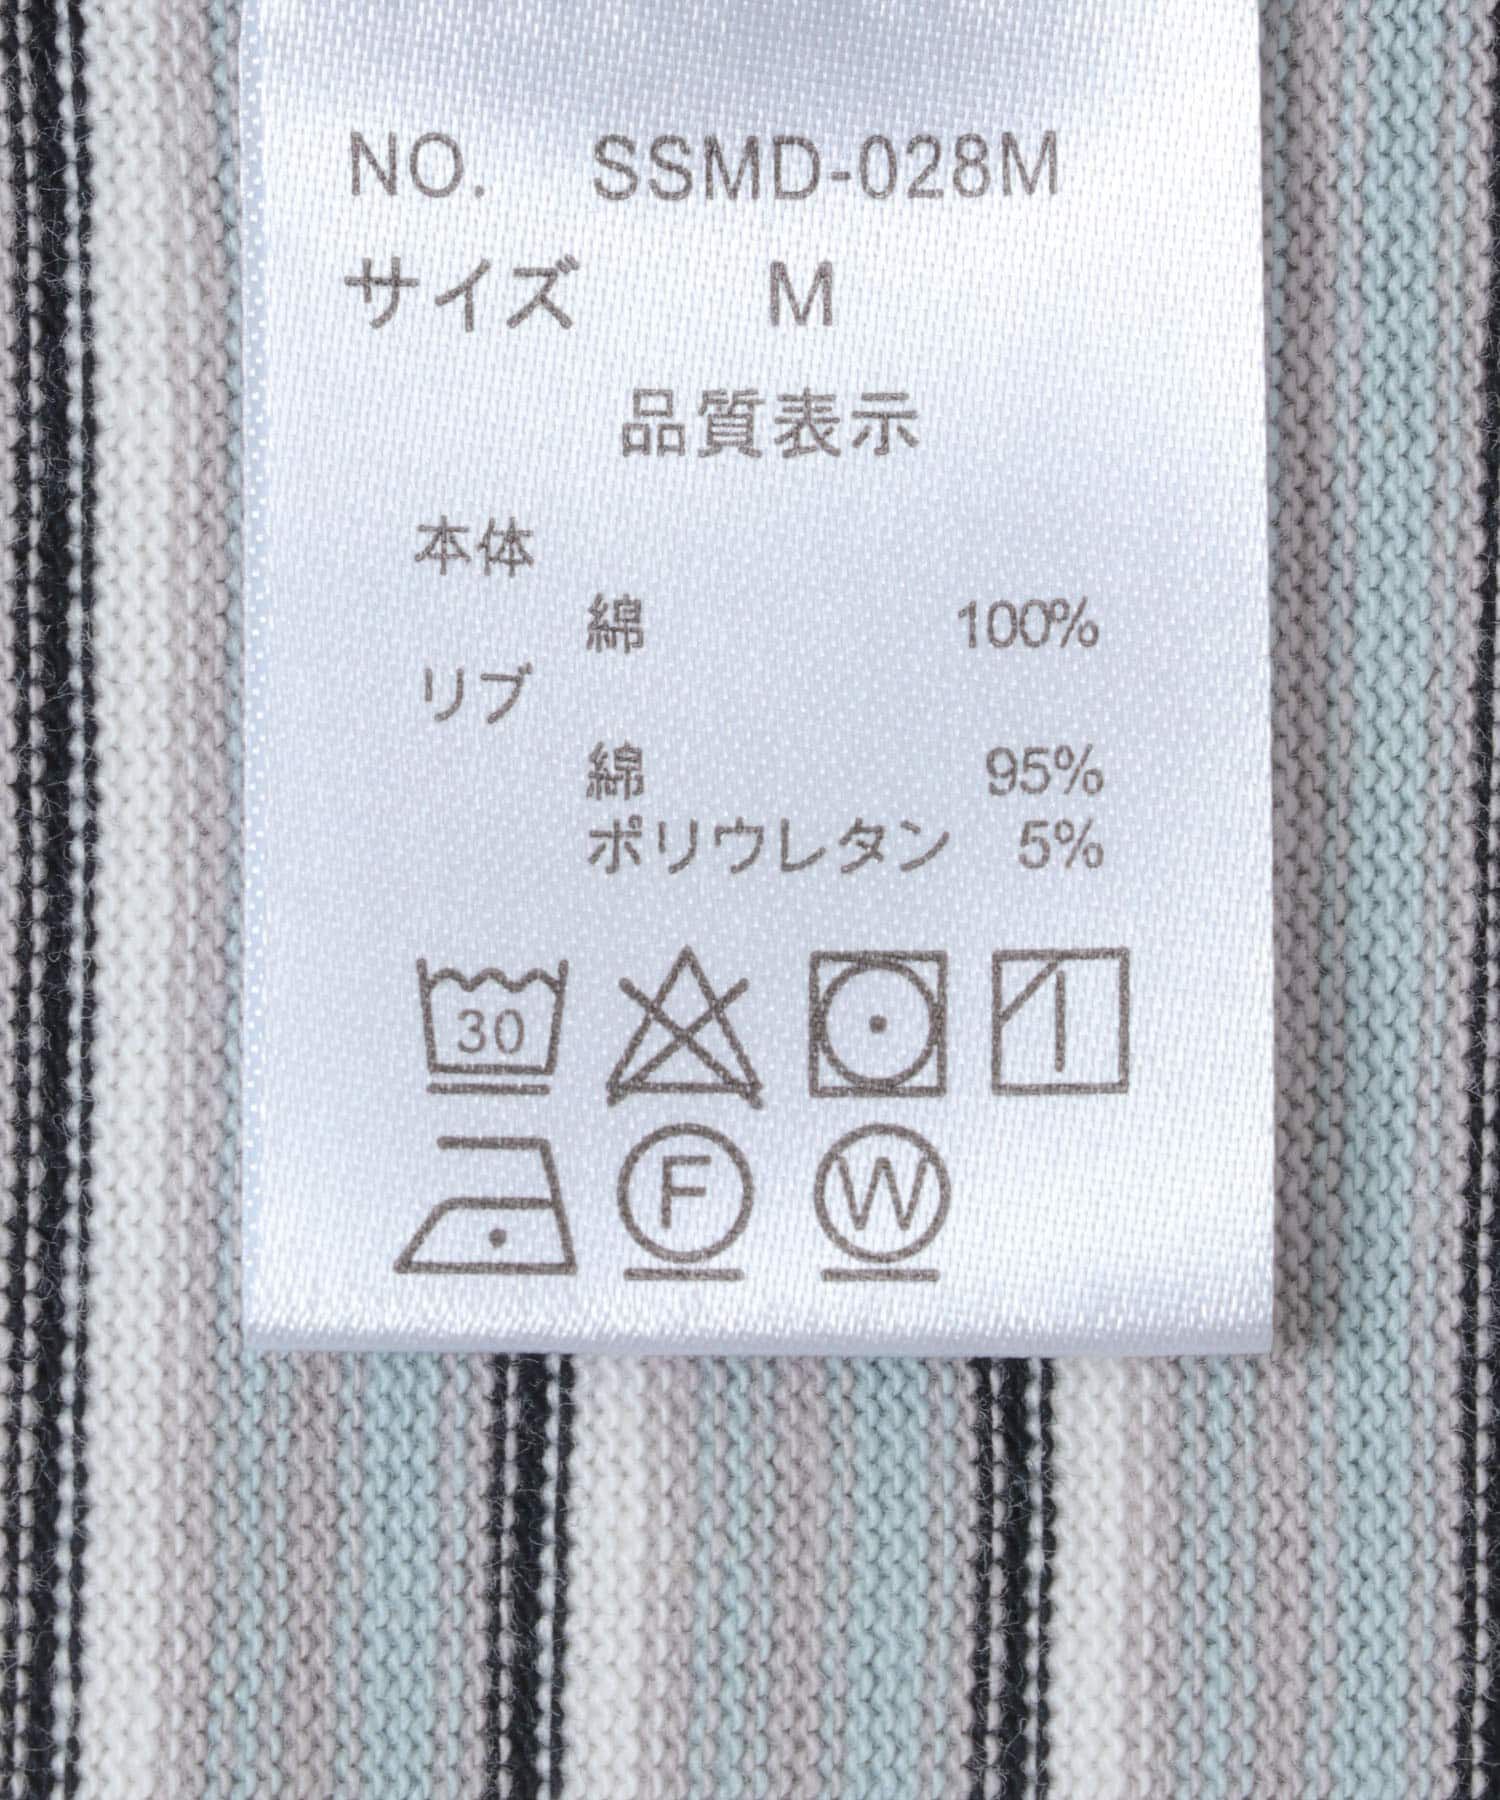 NO. SSMD-028M
サイズ M
品質表示
本体
綿 100%
リブ
綿 95%
ポリウレタン 5%
30
F W